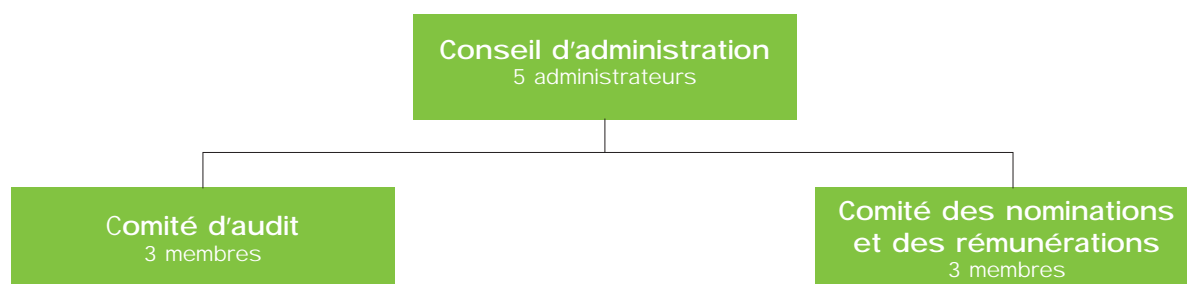 Conseil d'administration
5 administrateurs
Comité d'audit
3 membres
Comité des nominations
et des rémunérations
3 membres